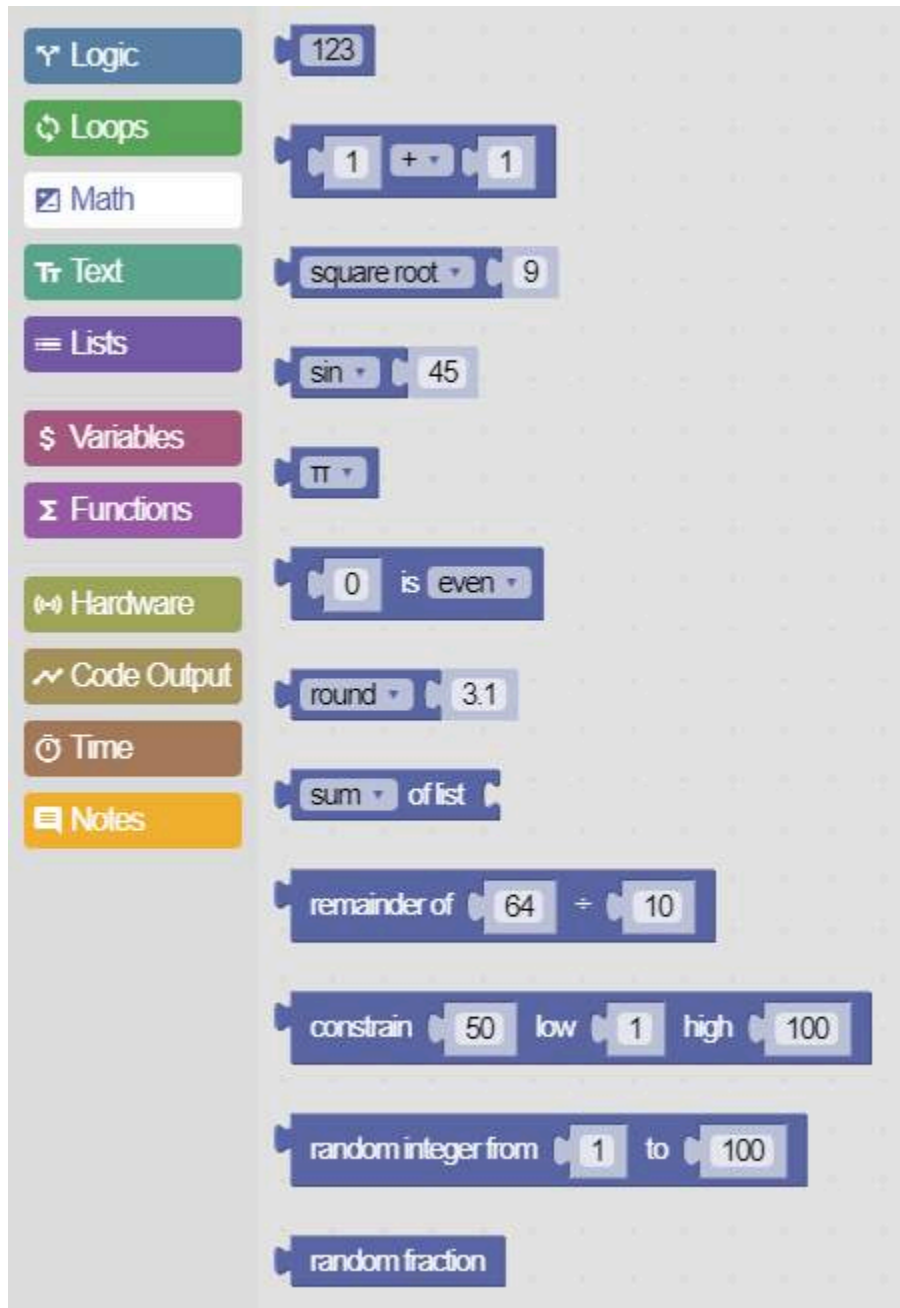 Logic
Loops
Math
Text
Lists
Variables
Functions
Hardware
Code Output
Time
Notes
123
1 + 1
square root 9
sin 45
π
0 is even
round 3.1
sum of list
remainder of 64 ÷ 10
constrain 50 low 1 high 100
random integer from 1 to 100
random fraction